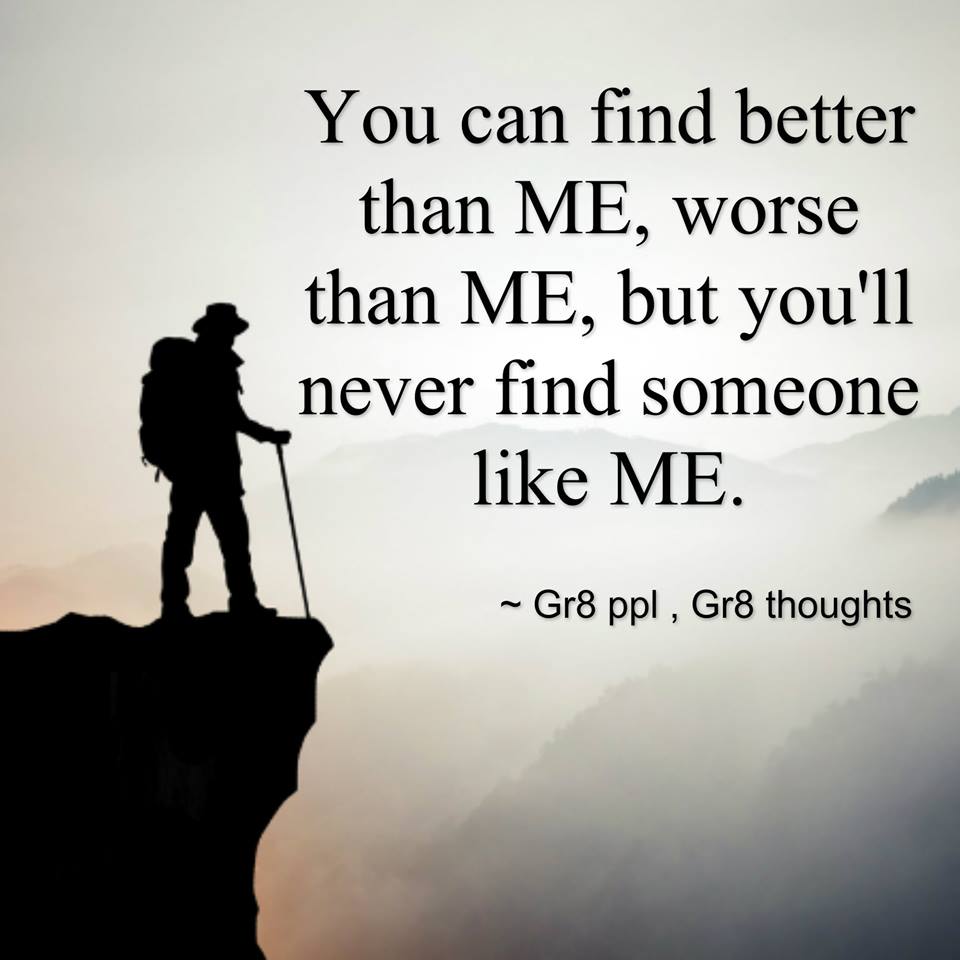 You can find better
than ME, worse
than ME, but you'll
never find someone
like ME.
~ Gr8 ppl , Gr8 thoughts